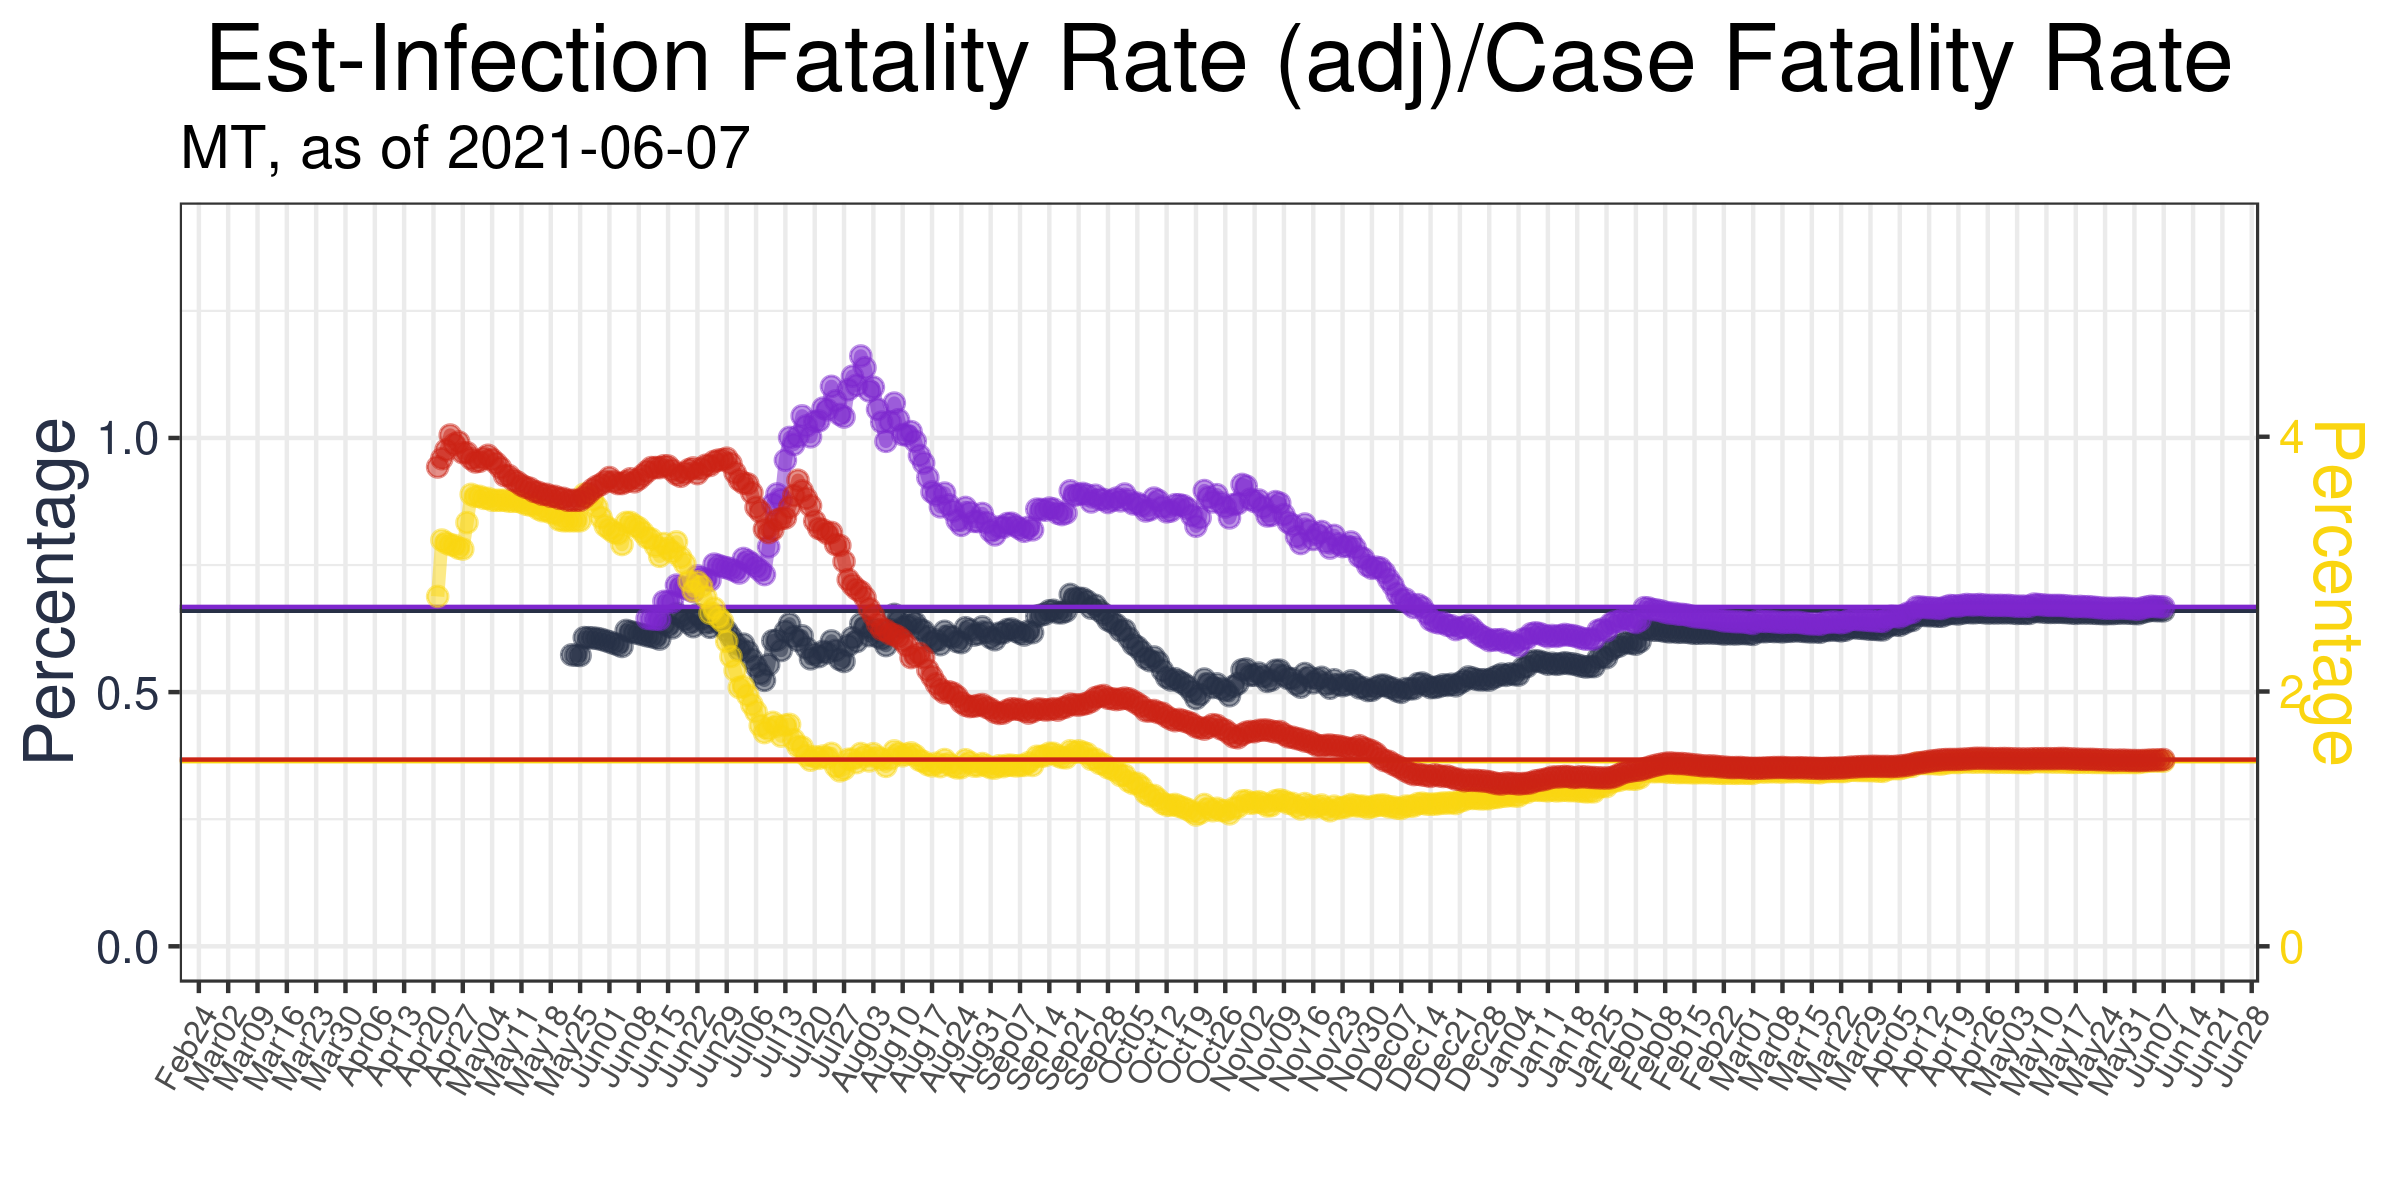 Est-Infection Fatality Rate (adj)/Case Fatality Rate
MT, as of 2021-06-07
Percentage
1.0
0.5
0.0
4
2
0
Percentage
Feb24
Mar02
Mar09
Mar16
Mar23
Mar30
Apr06
Apr13
Apr20
Apr27
May04
May11
May18
May25
Jun01
Jun08
Jun15
Jun22
Jun29
Jul06
Jul13
Jul20
Jul27
Aug03
Aug10
Aug17
Aug24
Aug31
Sep07
Sep14
Sep21
Sep28
Oct05
Oct12
Oct19
Oct26
Nov02
Nov09
Nov16
Nov23
Nov30
Dec07
Dec14
Dec21
Dec28
Jan04
Jan11
Jan18
Jan25
Feb01
Feb08
Feb15
Feb22
Mar01
Mar08
Mar15
Mar22
Mar29
Apr05
Apr12
Apr19
Apr26
May03
May10
May17
May24
May31
Jun07
Jun14
Jun21
Jun28